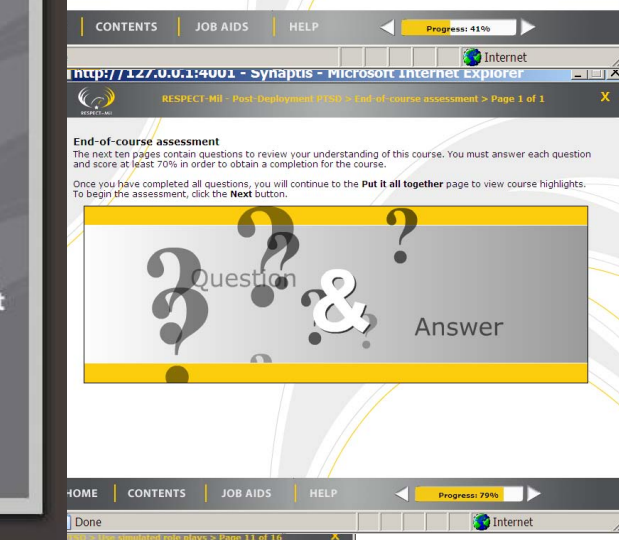 CONTENTS JOB AIDS HELP Progress: 41%
Internet
http://127.0.0.1:4001 - Synaptis - Microsoft Internet Explorer
RESPECT-Mil - Post-Deployment PTSD > End-of-course assessment > Page 1 of 1 X
RESPECT-Mil
End-of-course assessment
The next ten pages contain questions to review your understanding of this course. You must answer each question
and score at least 70% in order to obtain a completion for the course.
Once you have completed all questions, you will continue to the Put it all together page to view course highlights.
To begin the assessment, click the Next button.
? ? ? ? ? ? ?
Question & Answer
t
HOME CONTENTS JOB AIDS HELP Progress: 79%
Done Internet
> Use simulated role plays > Page 11 of 16 X